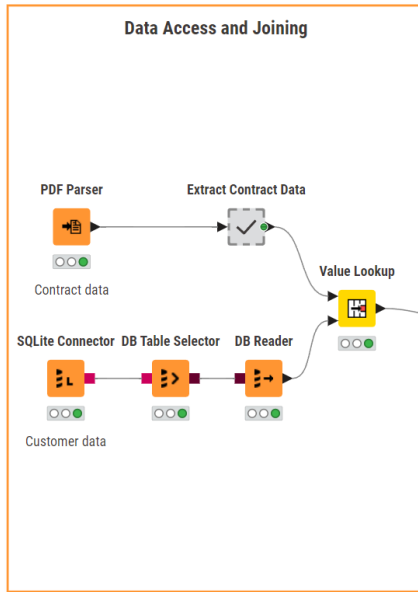 Data Access and Joining
PDF Parser
Extract Contract Data
Contract data
Value Lookup
SQLite Connector
DB Table Selector
DB Reader
Customer data